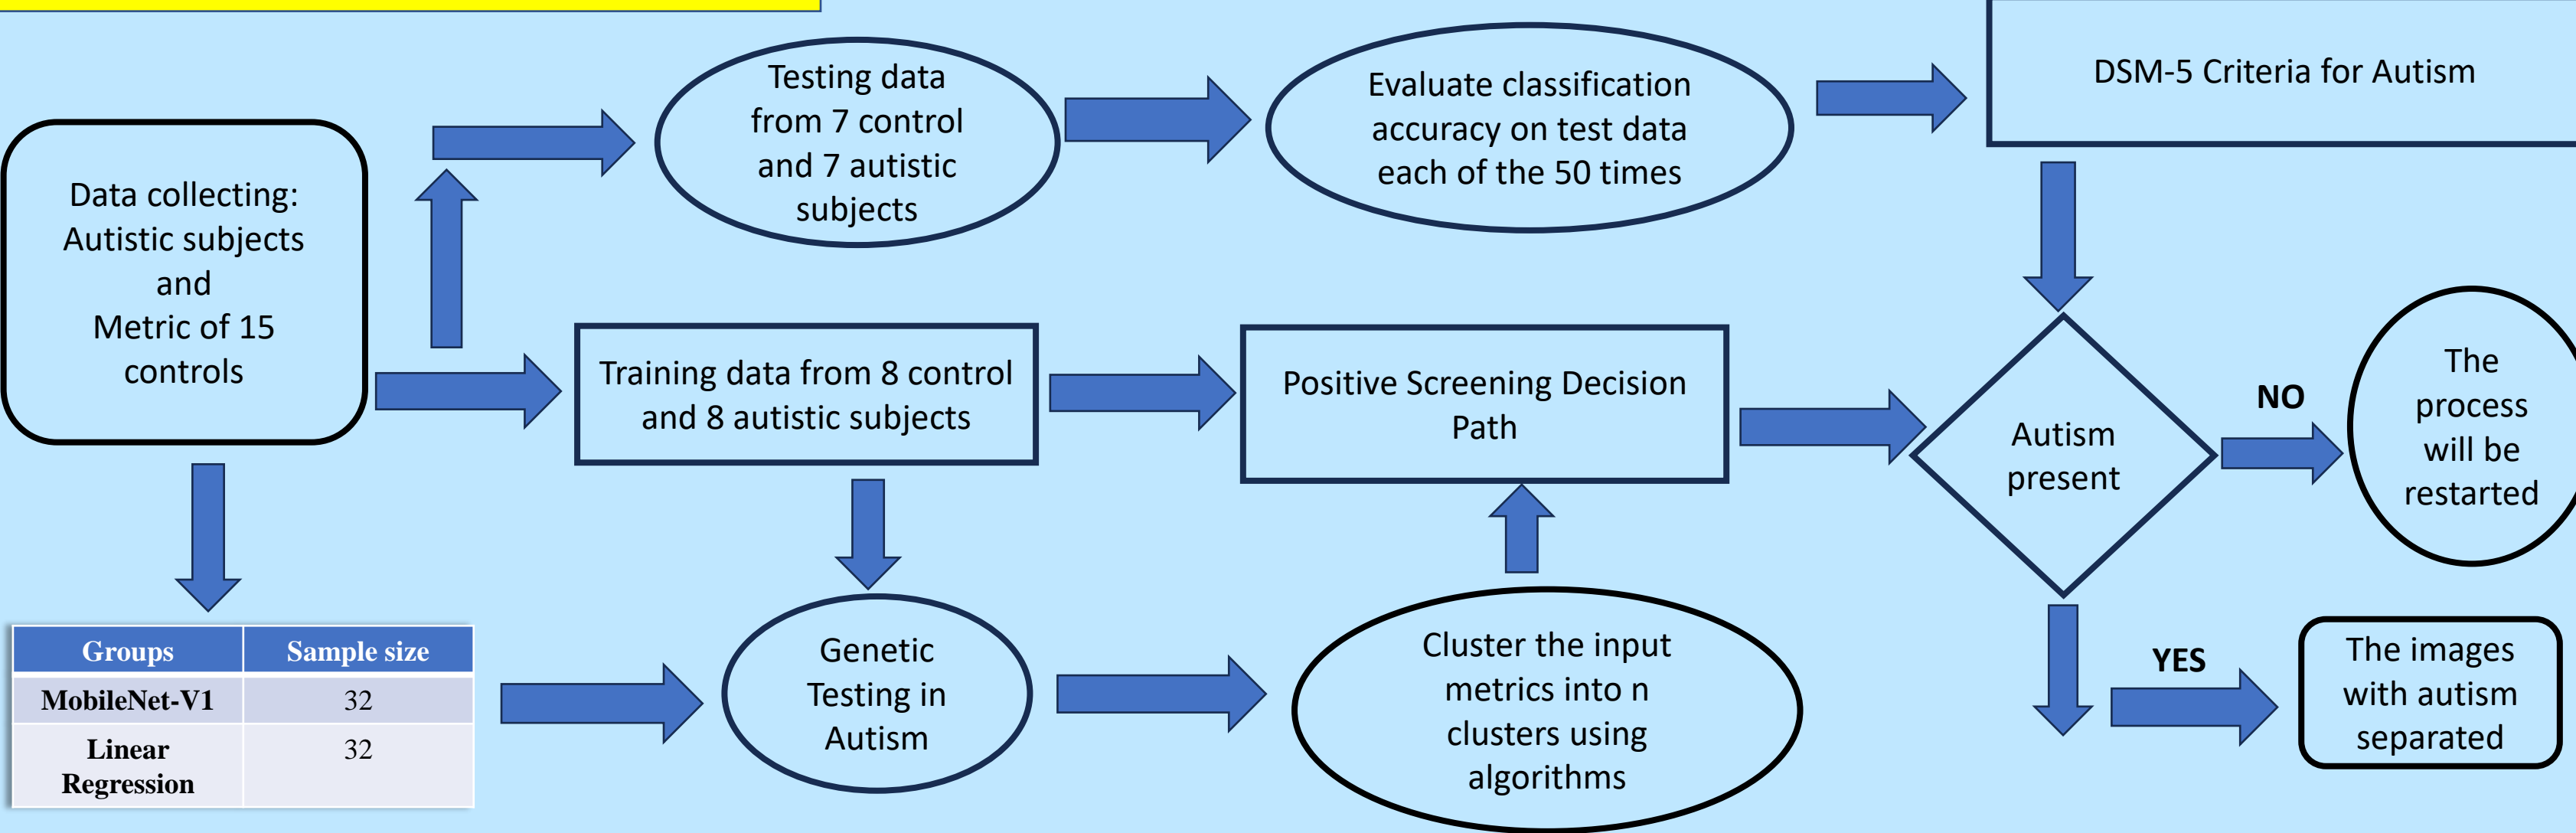 Data collecting:
Autistic subjects
and
Metric of 15
controls
Testing data
from 7 control
and 7 autistic
subjects
Evaluate classification
accuracy on test data
each of the 50 times
DSM-5 Criteria for Autism
Training data from 8 control
and 8 autistic subjects
Positive Screening Decision
Path
Autism
present
NO
The
process
will be
restarted
Groups Sample size
MobileNet-V1 32
Linear 32
Regression
Genetic
Testing in
Autism
Cluster the input
metrics into n
clusters using
algorithms
YES
The images
with autism
separated